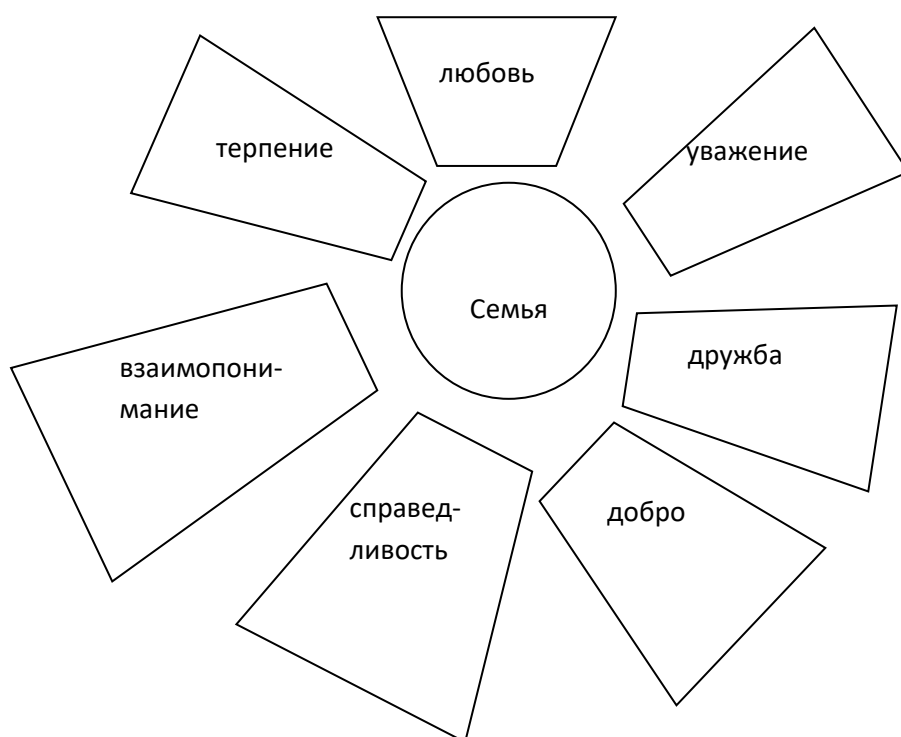 любовь
терпение
уважение
Семья
дружба
взаимопони-
мание
справед-
ливость
добро